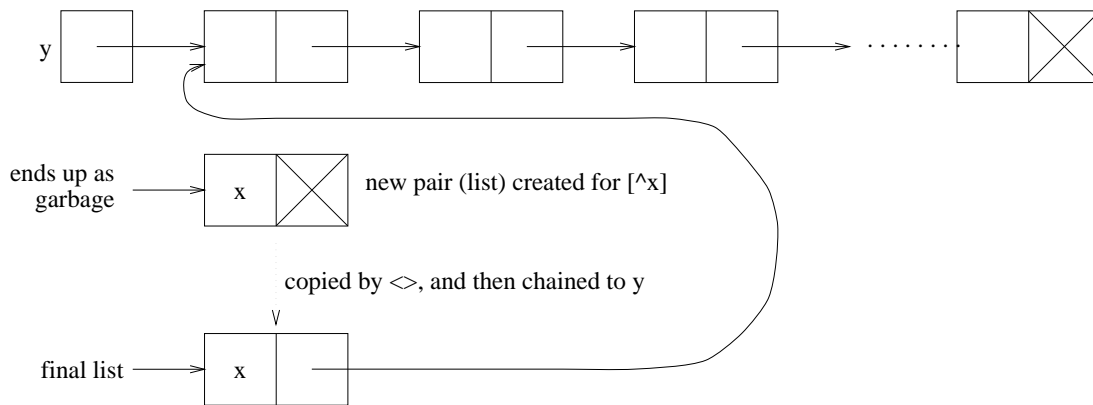 y
ends up as
garbage
x
new pair (list) created for [^x]
copied by <>, and then chained to y
final list
x